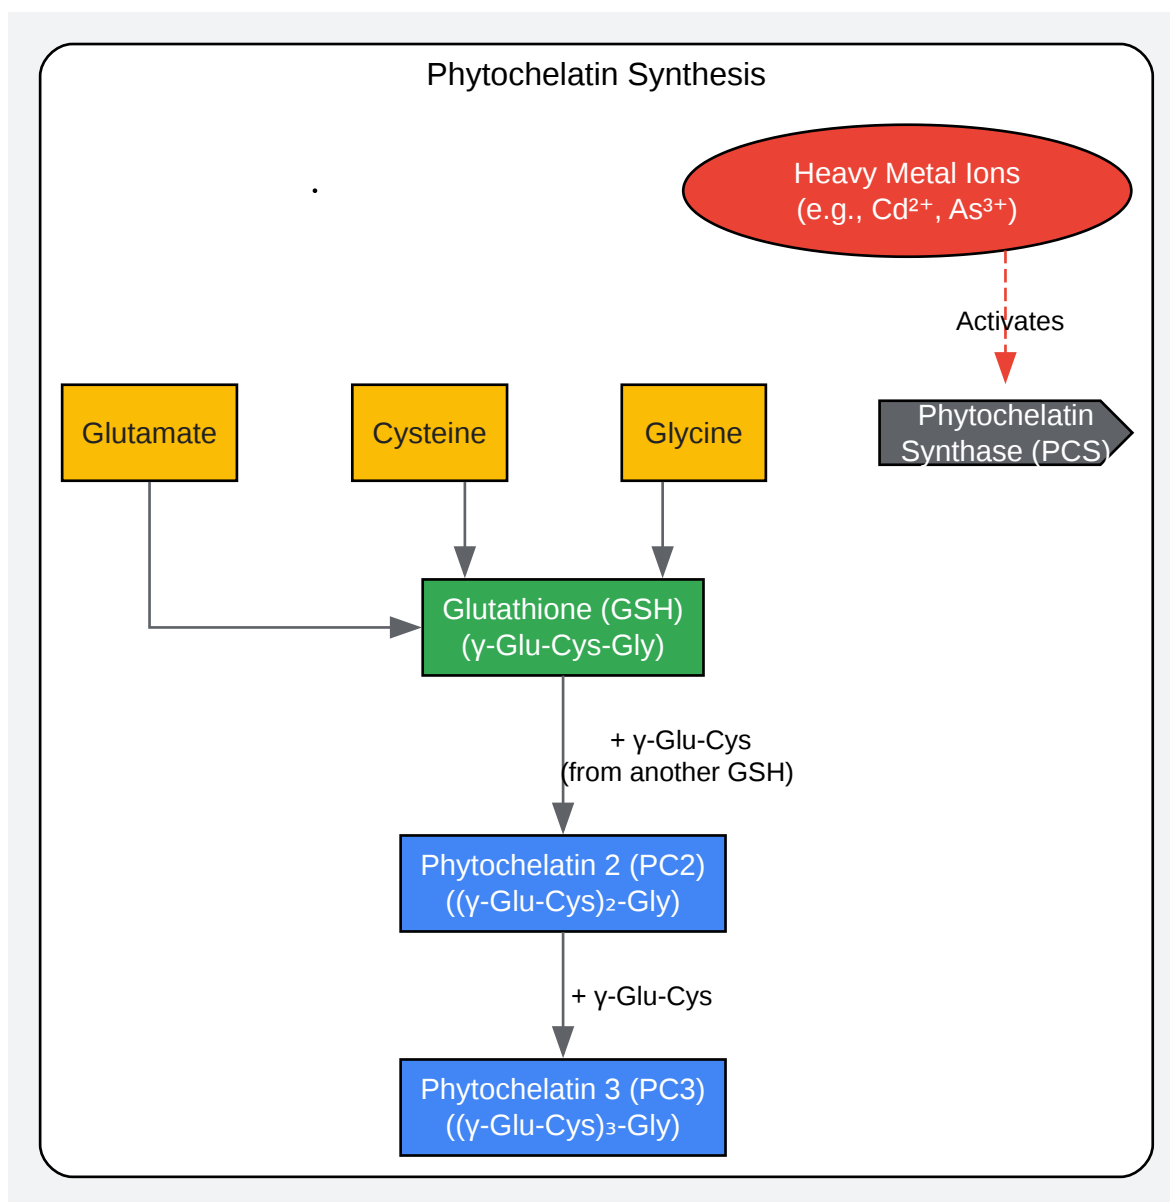 Phytochelatin Synthesis
Heavy Metal Ions
(e.g., Cd²⁺, As³⁺)
Activates
Glutamate
Cysteine
Glycine
Phytochelatin
Synthase (PCS)
Glutathione (GSH)
(γ-Glu-Cys-Gly)
+ γ-Glu-Cys
(from another GSH)
Phytochelatin 2 (PC2)
((γ-Glu-Cys)₂-Gly)
+ γ-Glu-Cys
Phytochelatin 3 (PC3)
((γ-Glu-Cys)₃-Gly)